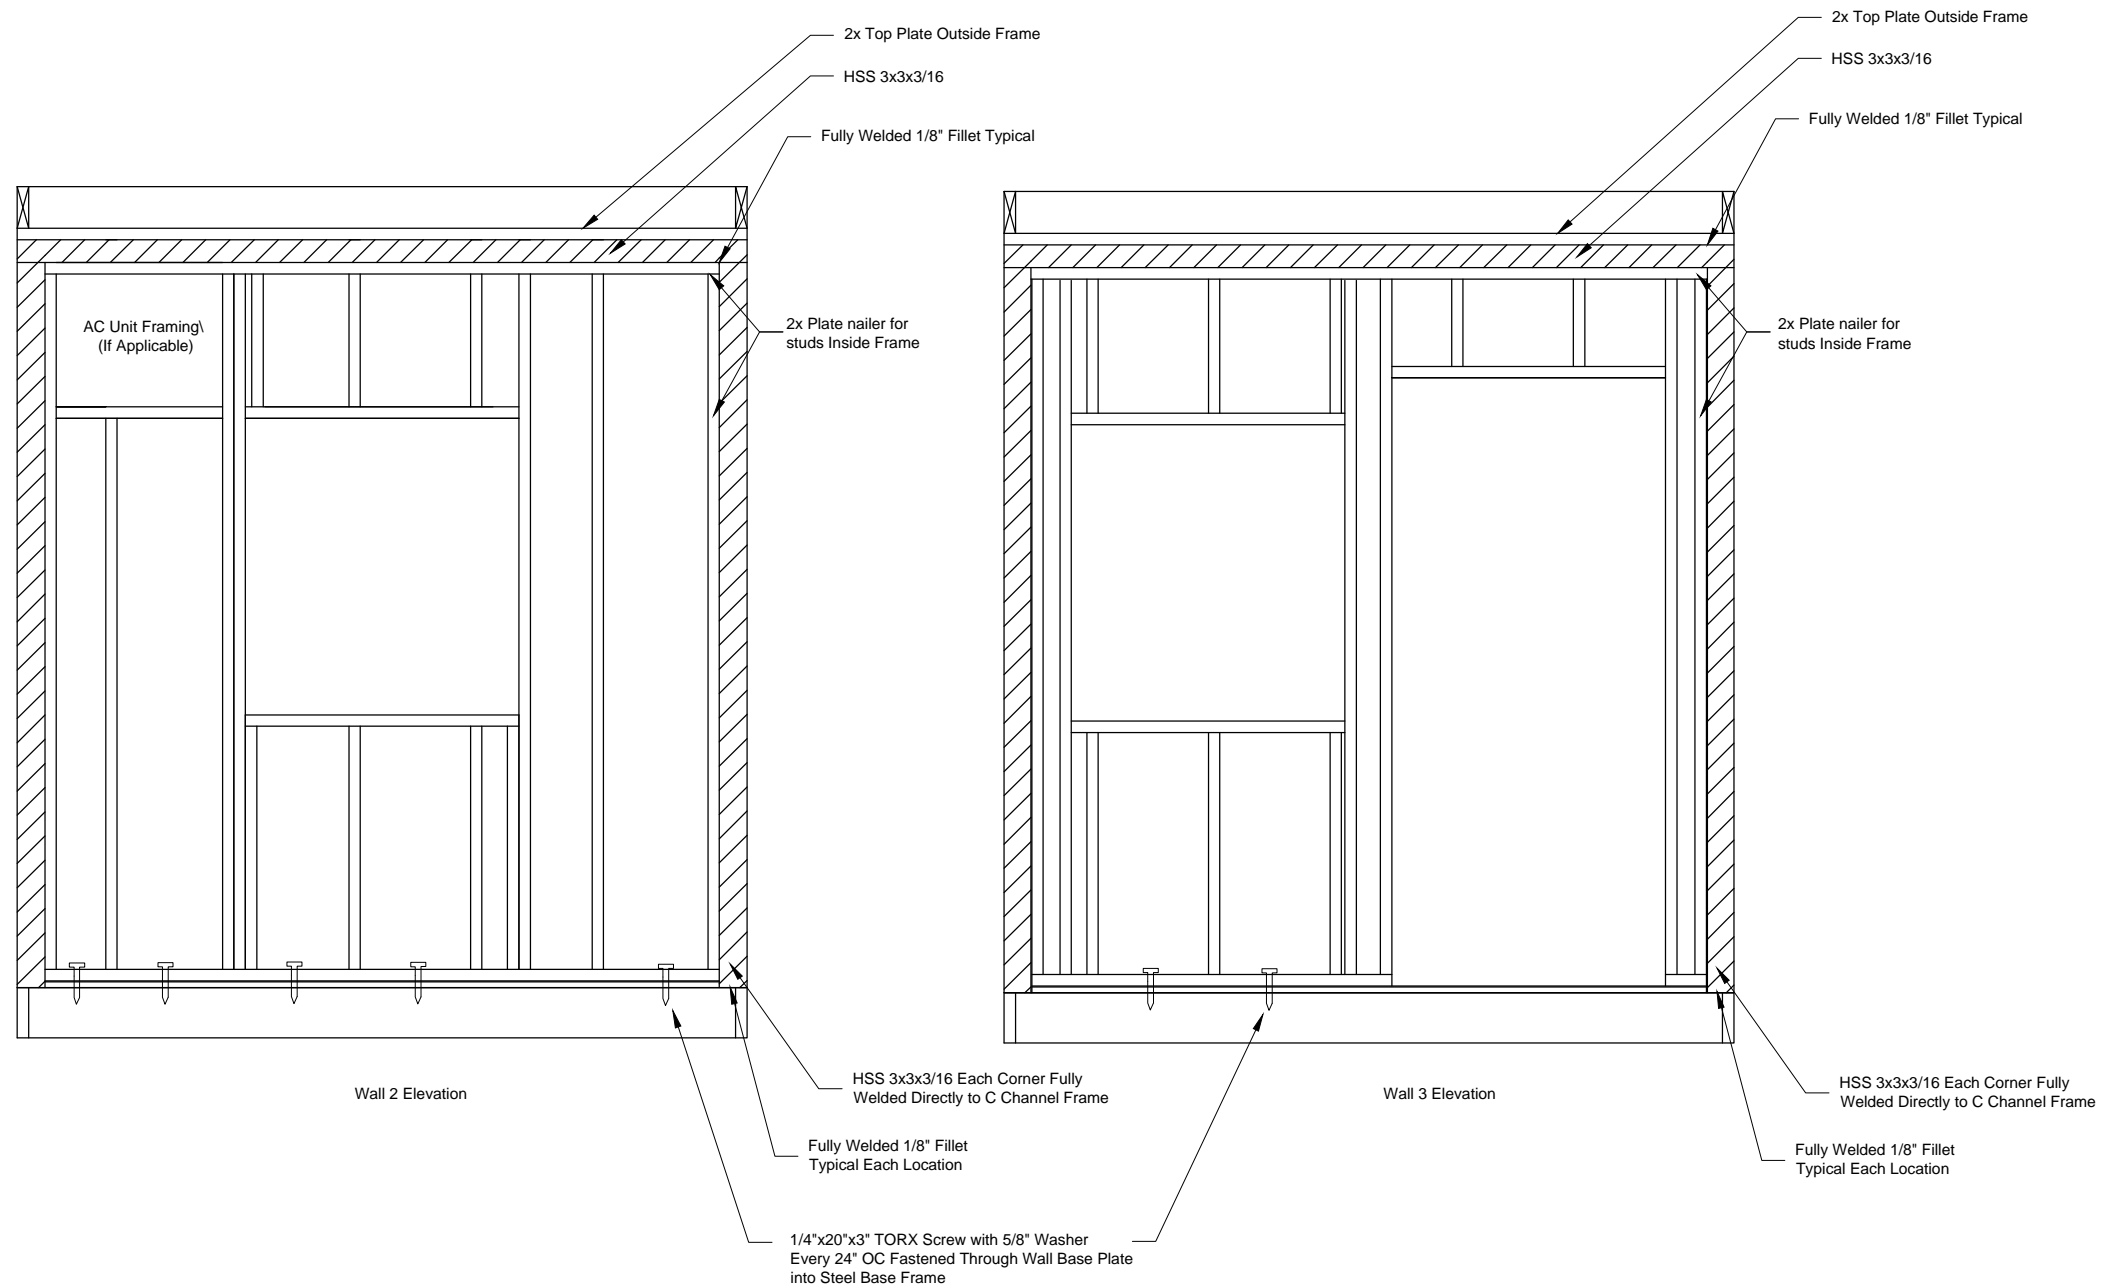 2x Top Plate Outside Frame
HSS 3x3x3/16
Fully Welded 1/8" Fillet Typical
AC Unit Framing\
(If Applicable)
2x Plate nailer for
studs Inside Frame
Wall 2 Elevation
HSS 3x3x3/16 Each Corner Fully
Welded Directly to C Channel Frame
Fully Welded 1/8" Fillet
Typical Each Location
1/4"x20"x3" TORX Screw with 5/8" Washer
Every 24" OC Fastened Through Wall Base Plate
into Steel Base Frame
2x Top Plate Outside Frame
HSS 3x3x3/16
Fully Welded 1/8" Fillet Typical
2x Plate nailer for
studs Inside Frame
Wall 3 Elevation
HSS 3x3x3/16 Each Corner Fully
Welded Directly to C Channel Frame
Fully Welded 1/8" Fillet
Typical Each Location